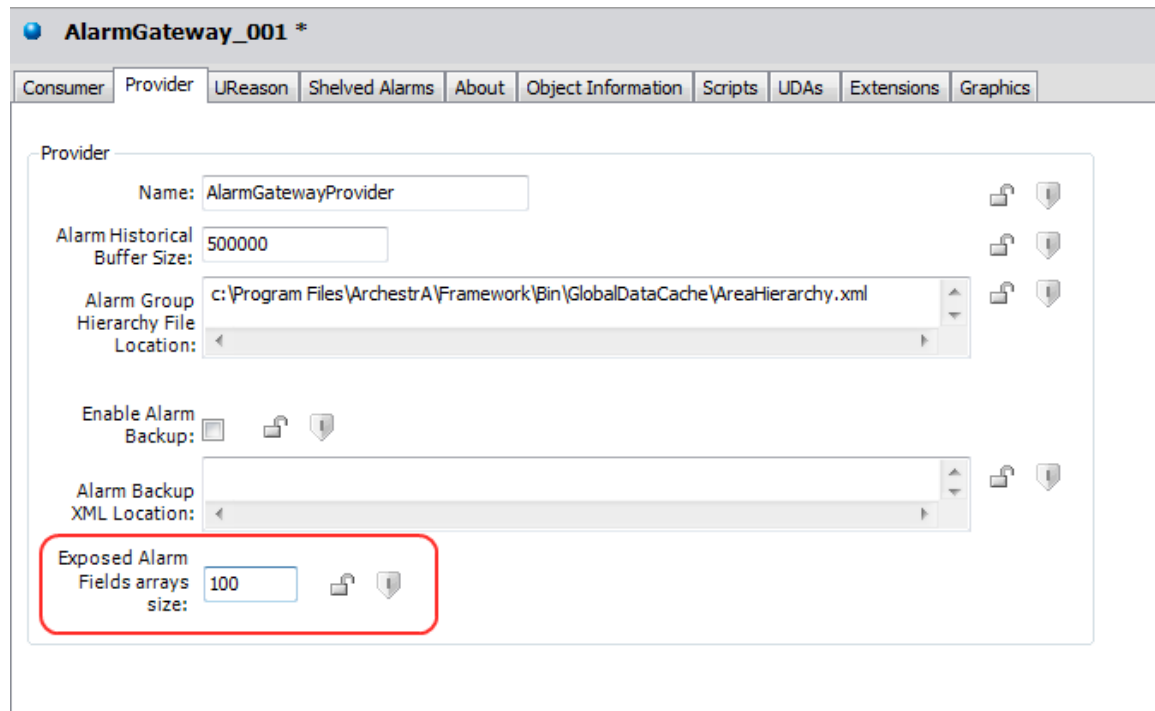 AlarmGateway_001 *
Consumer Provider UReason Shelved Alarms About Object Information Scripts UDAs Extensions Graphics
Provider
Name: AlarmGatewayProvider
Alarm Historical
Buffer Size: 500000
Alarm Group
Hierarchy File
Location: c:\Program Files\ArchestrA\Framework\Bin\GlobalDataCache\AreaHierarchy.xml
Enable Alarm
Backup:
Alarm Backup
XML Location:
Exposed Alarm
Fields arrays
size: 100